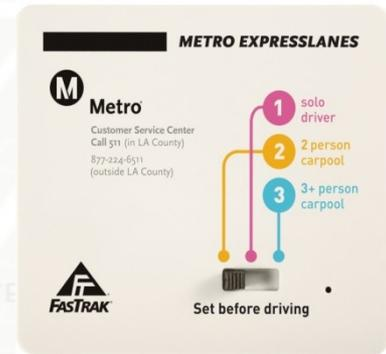 METRO EXPRESSLANES
M
Metro
Customer Service Center
Call 511 (in LA County)
877-224-6511
(outside LA County)
1 solo
driver
2 2 person
carpool
3 3+ person
carpool
FASTRAK
Set before driving